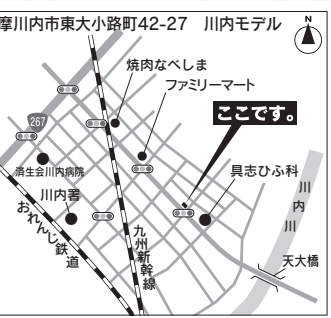 摩川内市東大小路町42-27　川内モデル
N
焼肉なべしま
ファミリーマート
ここです。
267
済生会川内病院
具志ひふ科
川内署
川内川
おれんじ鉄道
九州新幹線
天大橋